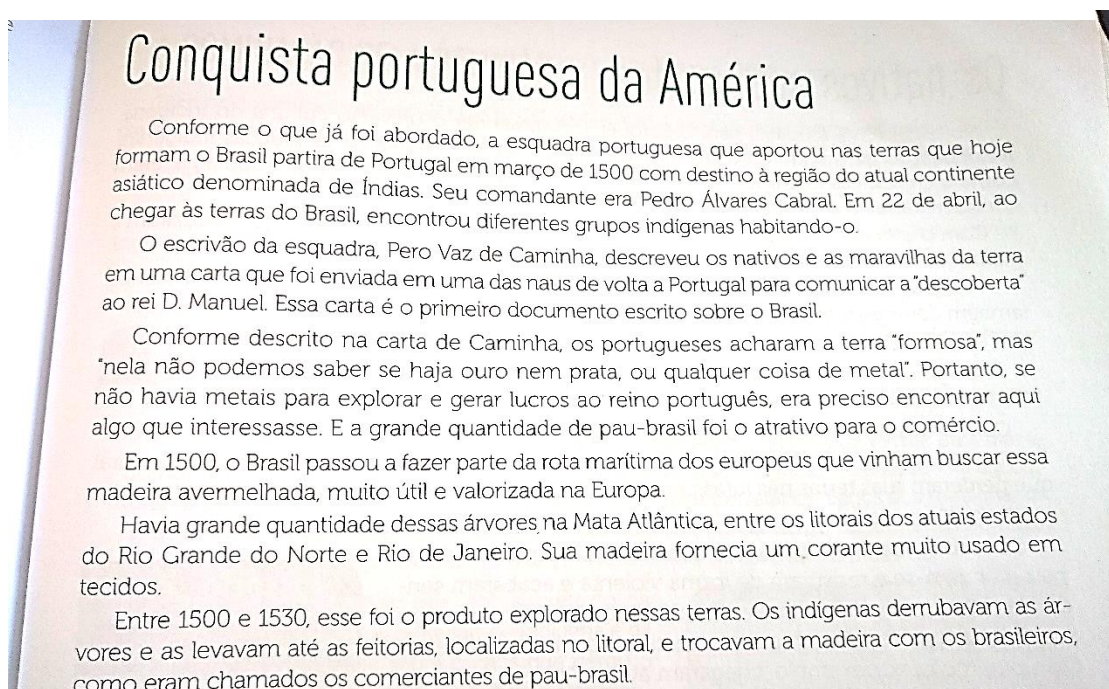 Conquista portuguesa da América
Conforme o que já foi abordado, a esquadra portuguesa que aportou nas terras que hoje
formam o Brasil partira de Portugal em março de 1500 com destino à região do atual continente
asiático denominada de Índias. Seu comandante era Pedro Álvares Cabral. Em 22 de abril, ao
chegar às terras do Brasil, encontrou diferentes grupos indígenas habitando-o.
O escrivão da esquadra, Pero Vaz de Caminha, descreveu os nativos e as maravilhas da terra
em uma carta que foi enviada em uma das naus de volta a Portugal para comunicar a "descoberta"
ao rei D. Manuel. Essa carta é o primeiro documento escrito sobre o Brasil.
Conforme descrito na carta de Caminha, os portugueses acharam a terra "formosa", mas
"nela não podemos saber se haja ouro nem prata, ou qualquer coisa de metal". Portanto, se
não havia metais para explorar e gerar lucros ao reino português, era preciso encontrar aqui
algo que interessasse. E a grande quantidade de pau-brasil foi o atrativo para o comércio.
Em 1500, o Brasil passou a fazer parte da rota marítima dos europeus que vinham buscar essa
madeira avermelhada, muito útil e valorizada na Europa.
Havia grande quantidade dessas árvores na Mata Atlântica, entre os litorais dos atuais estados
do Rio Grande do Norte e Rio de Janeiro. Sua madeira fornecia um corante muito usado em
tecidos.
Entre 1500 e 1530, esse foi o produto explorado nessas terras. Os indígenas derrubavam as ár-
vores e as levavam até as feitorias, localizadas no litoral, e trocavam a madeira com os brasileiros,
como eram chamados os comerciantes de pau-brasil.